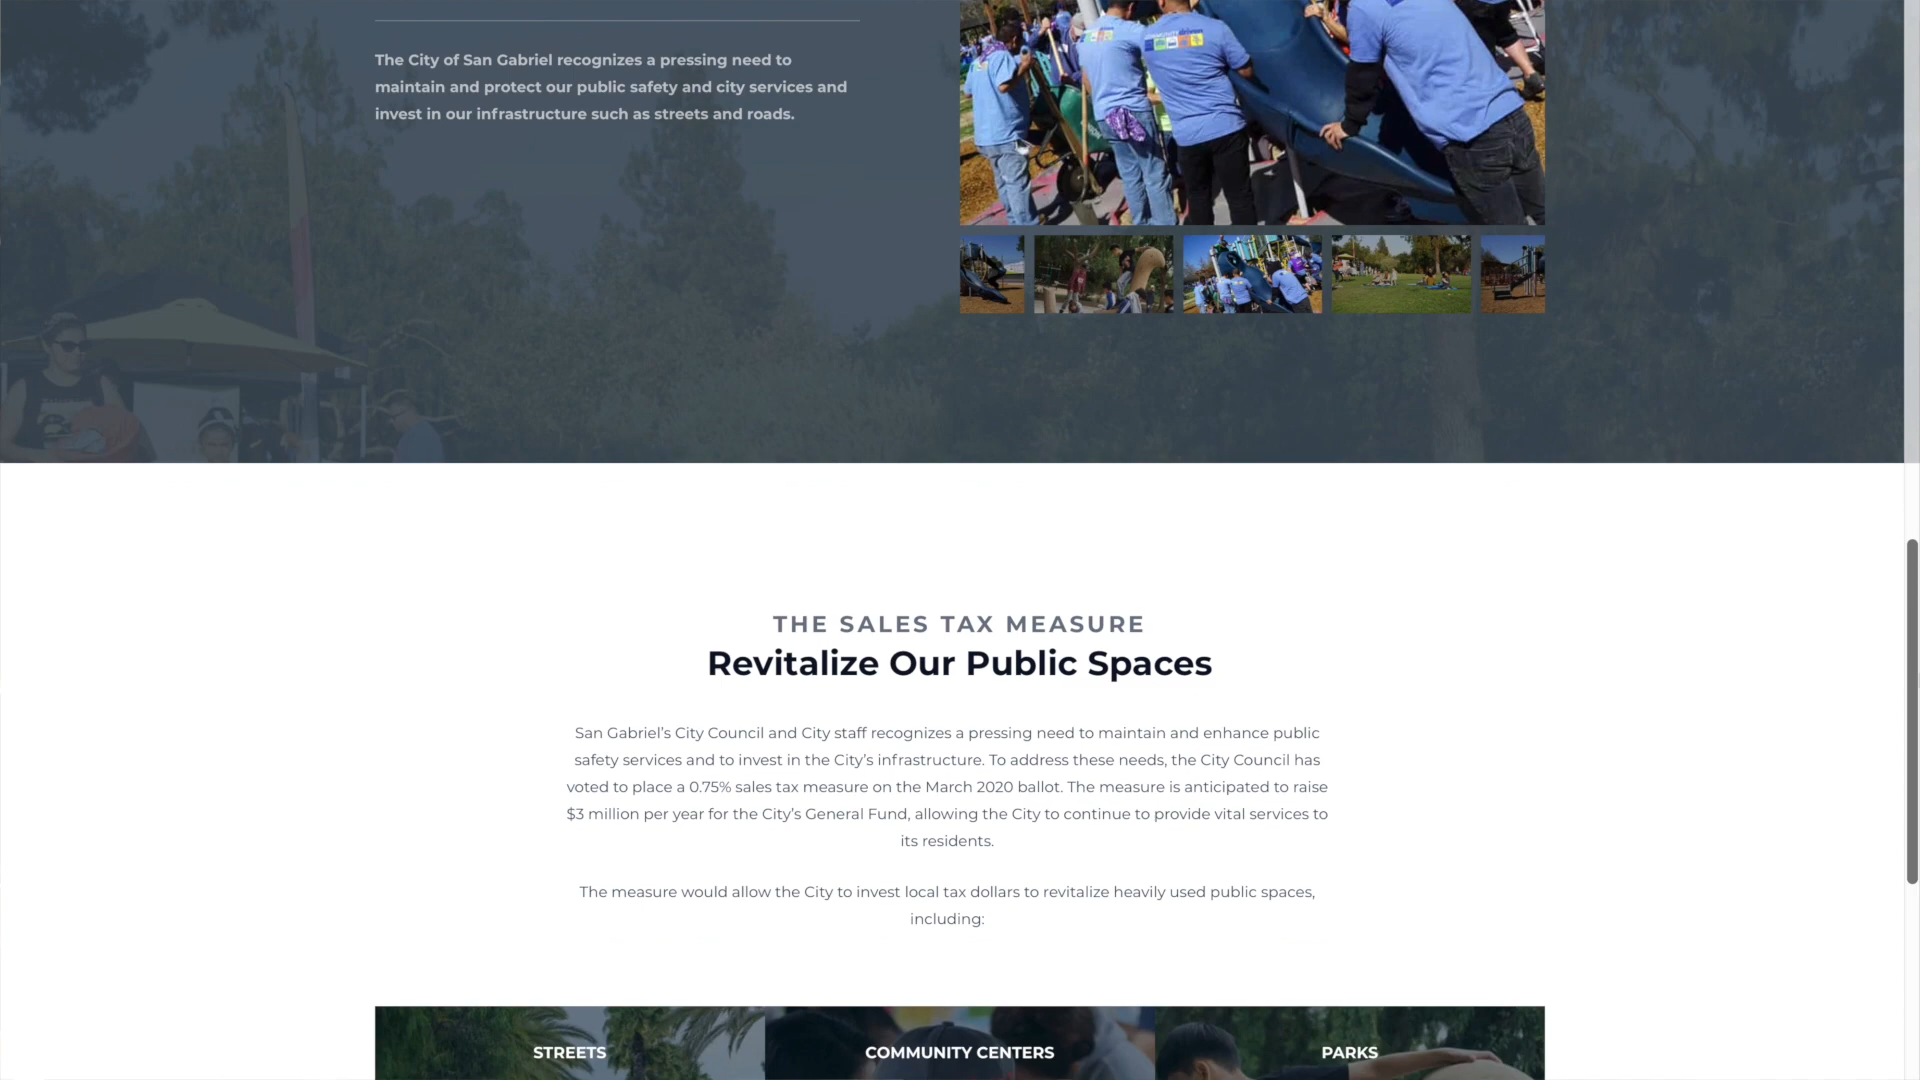 The City of San Gabriel recognizes a pressing need to
maintain and protect our public safety and city services and
invest in our infrastructure such as streets and roads.
THE SALES TAX MEASURE
Revitalize Our Public Spaces
San Gabriel’s City Council and City staff recognizes a pressing need to maintain and enhance public
safety services and to invest in the City’s infrastructure. To address these needs, the City Council has
voted to place a 0.75% sales tax measure on the March 2020 ballot. The measure is anticipated to raise
$3 million per year for the City’s General Fund, allowing the City to continue to provide vital services to
its residents.
The measure would allow the City to invest local tax dollars to revitalize heavily used public spaces,
including:
STREETS
COMMUNITY CENTERS
PARKS